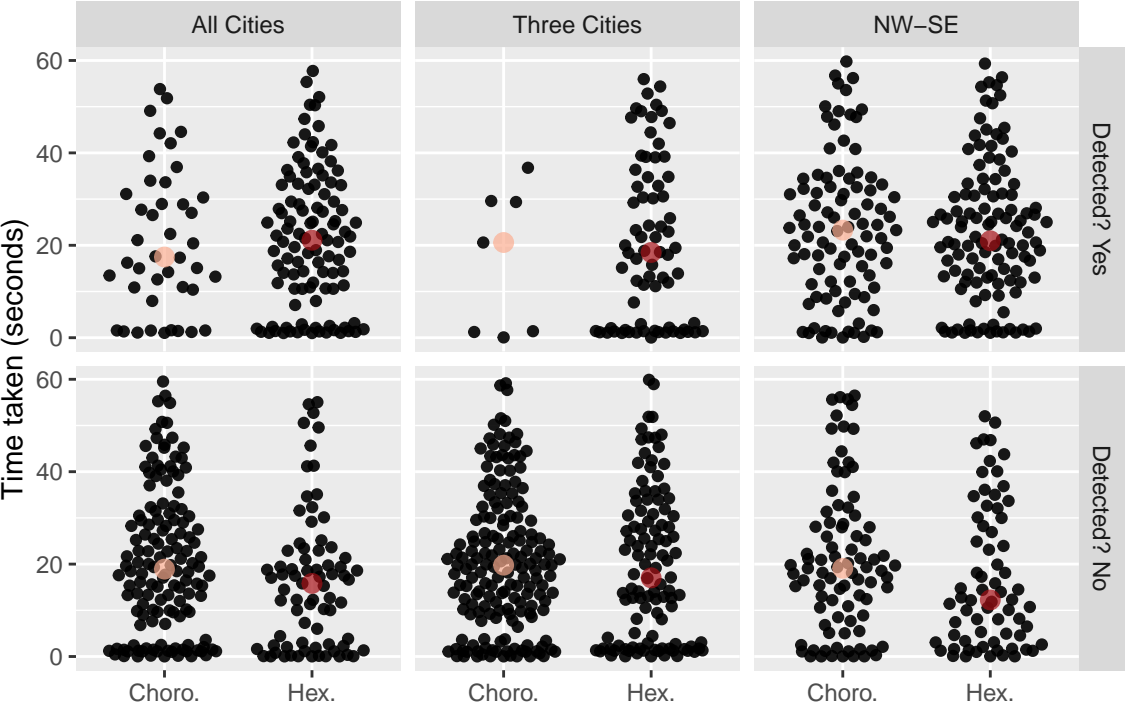 All Cities
Three Cities
NW−SE
Time taken (seconds)
60
40
20
0
Detected? Yes
60
40
20
0
Detected? No
Choro.
Hex.
Choro.
Hex.
Choro.
Hex.